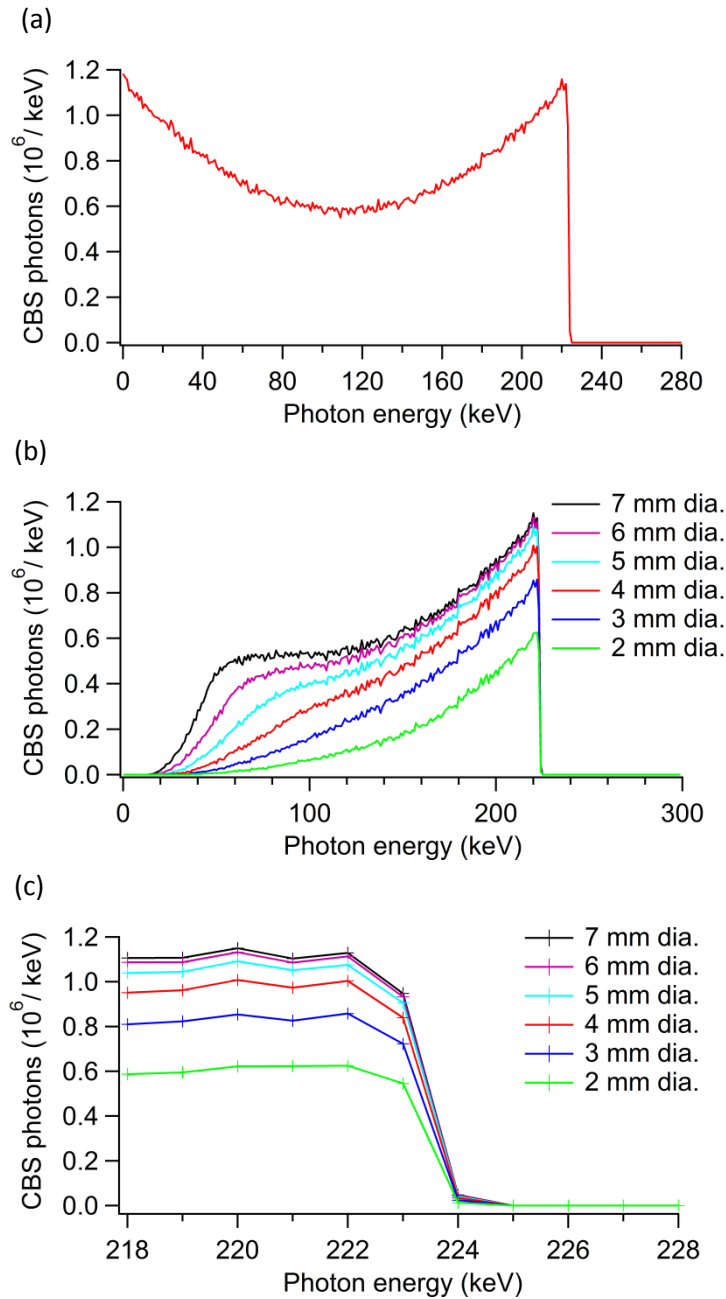 (a)
CBS photons (10⁶/ keV)
1.2
1.0
0.8
0.6
0.4
0.2
0.0
0 40 80 120 160 200 240 280
Photon energy (keV)
(b)
CBS photons (10⁶/ keV)
1.2
1.0
0.8
0.6
0.4
0.2
0.0
7 mm dia.
6 mm dia.
5 mm dia.
4 mm dia.
3 mm dia.
2 mm dia.
0 100 200 300
Photon energy (keV)
(c)
CBS photons (10⁶/ keV)
1.2
1.0
0.8
0.6
0.4
0.2
0.0
7 mm dia.
6 mm dia.
5 mm dia.
4 mm dia.
3 mm dia.
2 mm dia.
218 220 222 224 226 228
Photon energy (keV)